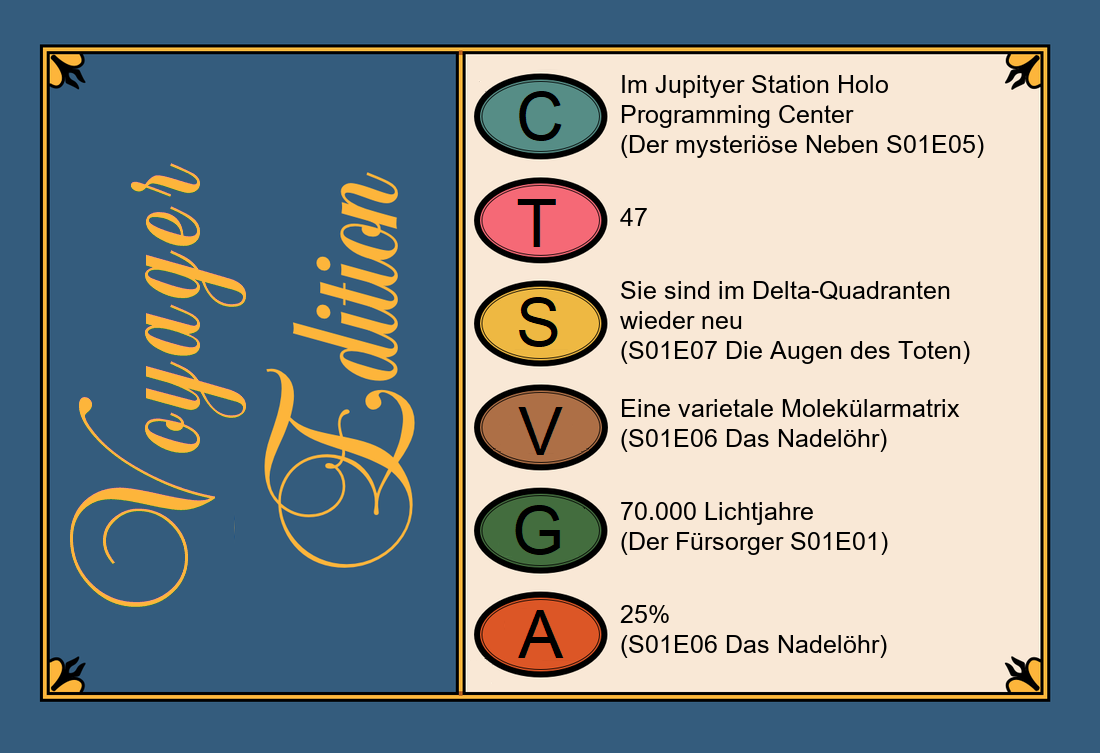 Voyager
Edition
C
Im Jupityer Station Holo
Programming Center
(Der mysteriöse Neben S01E05)
T
47
S
Sie sind im Delta-Quadranten
wieder neu
(S01E07 Die Augen des Toten)
V
Eine varietale Molekülarmatrix
(S01E06 Das Nadelöhr)
G
70.000 Lichtjahre
(Der Fürsorger S01E01)
A
25%
(S01E06 Das Nadelöhr)